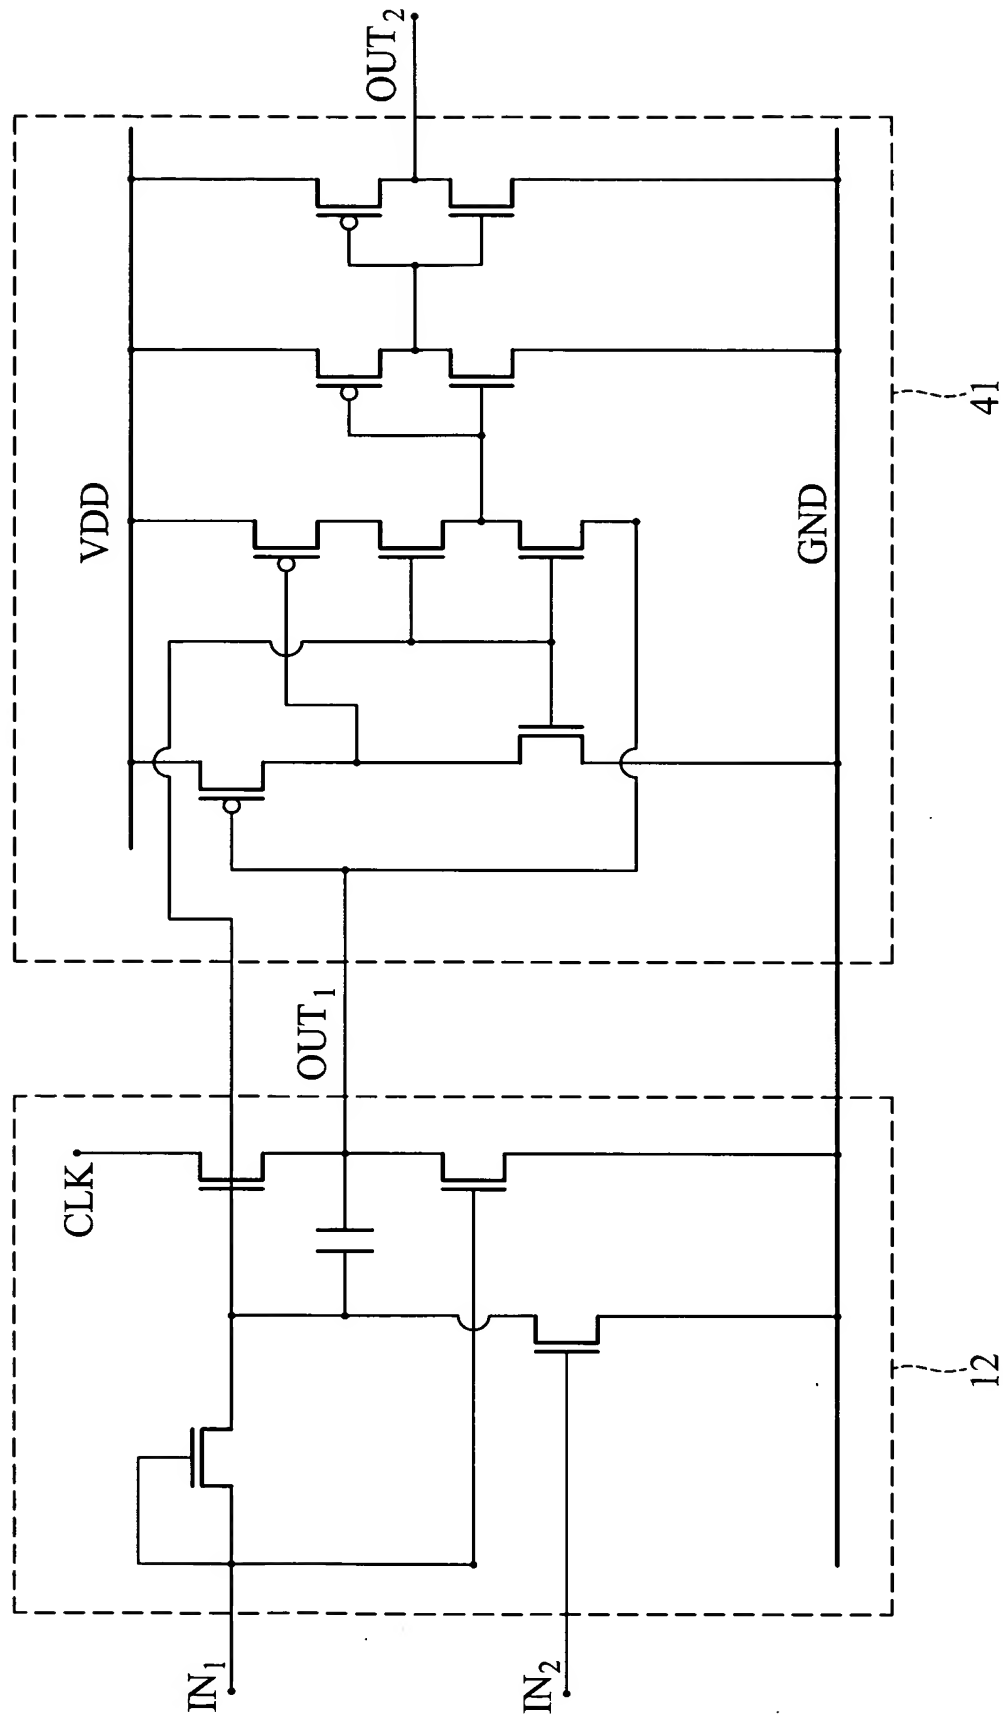 IN₁
IN₂
CLK
OUT₁
VDD
GND
OUT₂
12
41